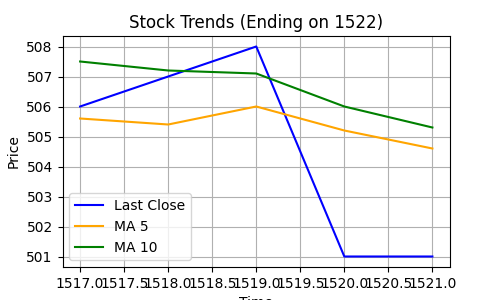 Stock Trends (Ending on 1522)
508
507
506
505
504
503
502
501
Price
Last Close
MA 5
MA 10
1517.0 1517.5 1518.0 1518.5 1519.0 1519.5 1520.0 1520.5 1521.0
Time